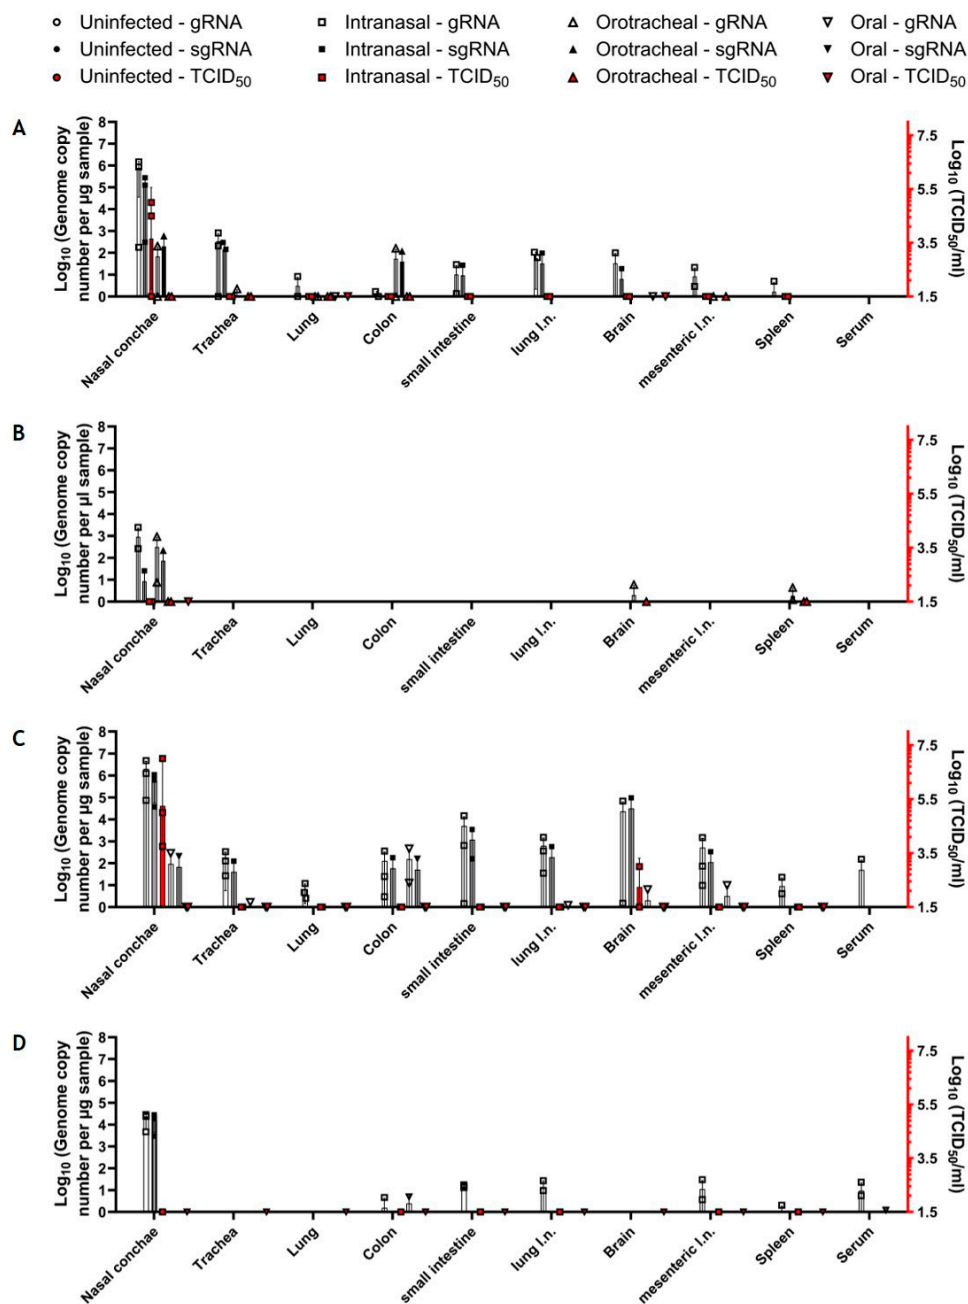 Uninfected - gRNA Intranasal - gRNA Orotracheal - gRNA Oral - gRNA
Uninfected - sgRNA Intranasal - sgRNA Orotracheal - sgRNA Oral - sgRNA
Uninfected - TCID50 Intranasal - TCID50 Orotracheal - TCID50 Oral - TCID50
A
Log10 (Genome copy
number per µg sample)
8
7
6
5
4
3
2
1
0
7.5
5.5
3.5
1.5
Log10 (TCID50/ml)
Nasal conchae
Trachea
Lung
Colon
small intestine
lung l.n.
Brain
mesenteric l.n.
Spleen
Serum
B
Log10 (Genome copy
number per µl sample)
8
7
6
5
4
3
2
1
0
7.5
5.5
3.5
1.5
Log10 (TCID50/ml)
Nasal conchae
Trachea
Lung
Colon
small intestine
lung l.n.
Brain
mesenteric l.n.
Spleen
Serum
C
Log10 (Genome copy
number per µg sample)
8
7
6
5
4
3
2
1
0
7.5
5.5
3.5
1.5
Log10 (TCID50/ml)
Nasal conchae
Trachea
Lung
Colon
small intestine
lung l.n.
Brain
mesenteric l.n.
Spleen
Serum
D
Log10 (Genome copy
number per µg sample)
8
7
6
5
4
3
2
1
0
7.5
5.5
3.5
1.5
Log10 (TCID50/ml)
Nasal conchae
Trachea
Lung
Colon
small intestine
lung l.n.
Brain
mesenteric l.n.
Spleen
Serum